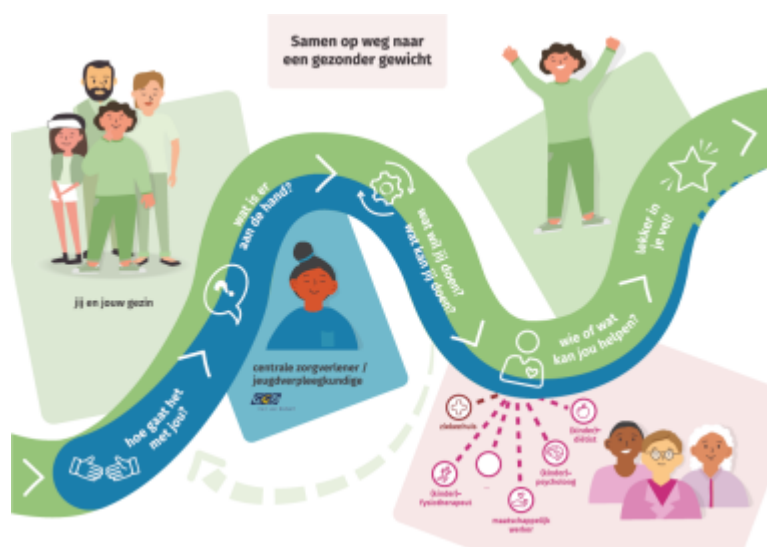 Samen op weg naar
een gezonder gewicht
jij en jouw gezin
hoe gaat het
met jou?
wat is er
aan de hand?
centrale zorgverlener /
jeugdverpleegkundige
wat wil jij doen?
wat kan jij doen?
wie of wat
kan jou helpen?
lekker in
je vel!
ziekenhuis
(kinder)-
fysiotherapeut
...
maatschappelijk
werker
(kinder)-
psycholoog
(kinder)-
diëtist